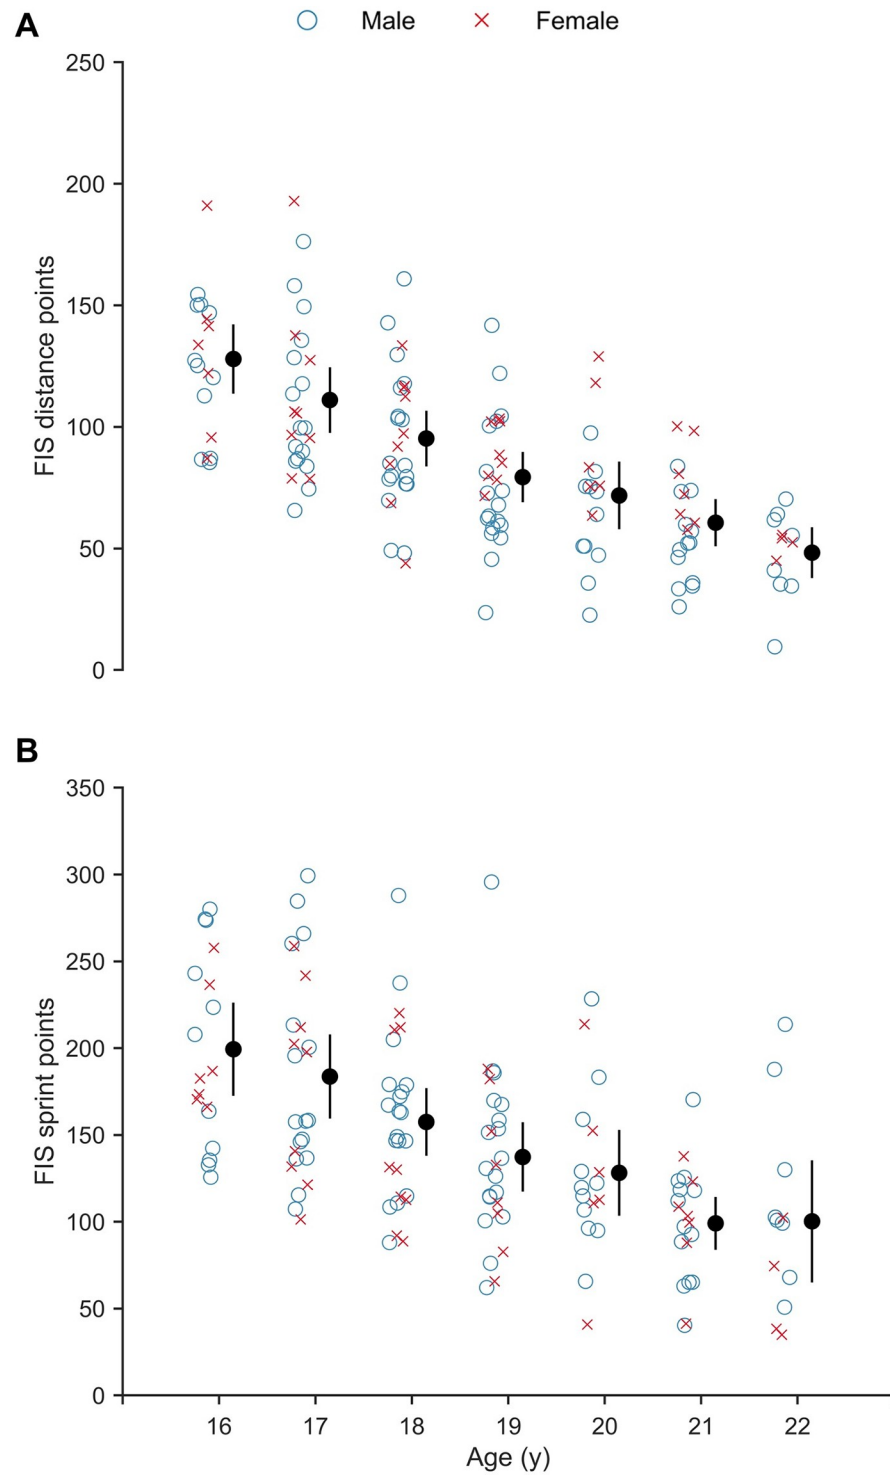 A
Male Female
250
200
150
100
50
0
FIS distance points
B
350
300
250
200
150
100
50
0
FIS sprint points
16 17 18 19 20 21 22
Age (y)